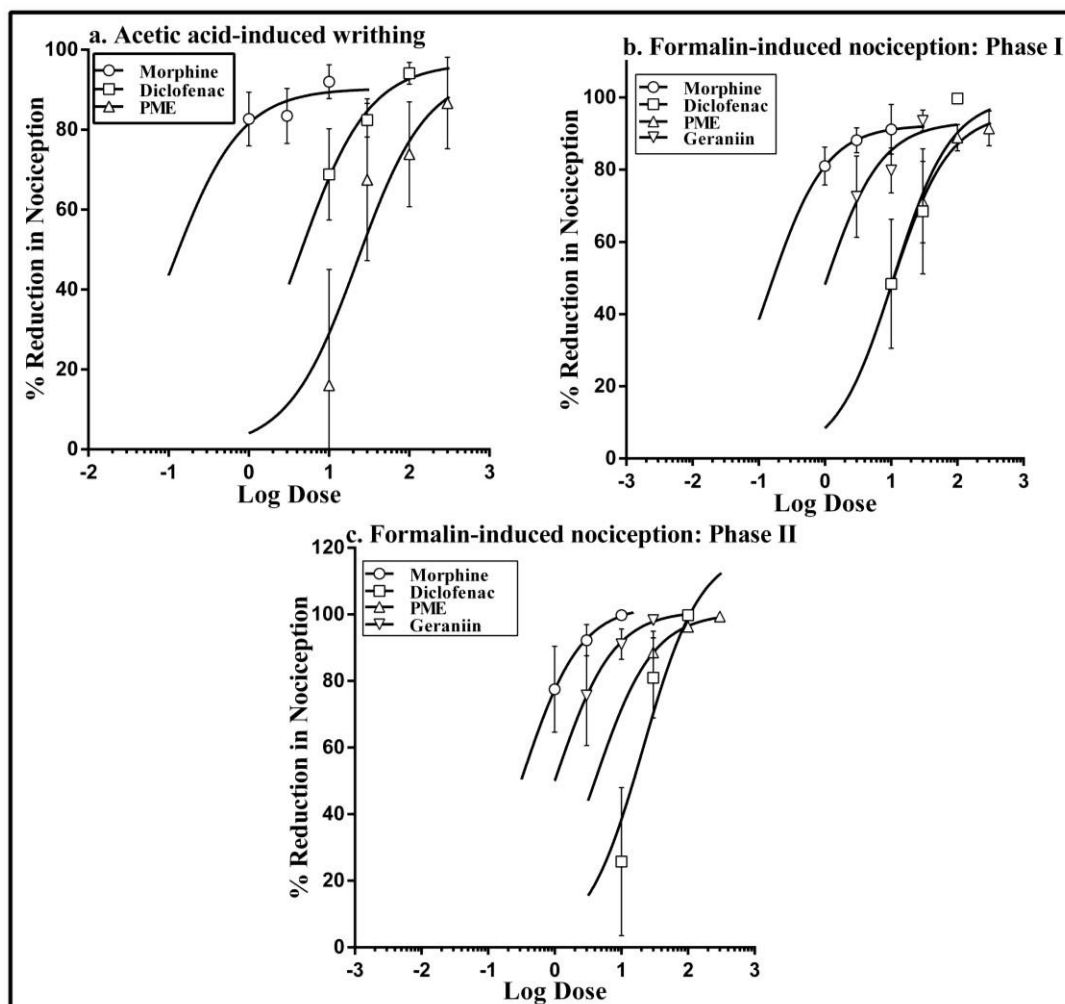 a. Acetic acid-induced writhing
Morphine
Diclofenac
PME
% Reduction in Nociception
100
80
60
40
20
0
-2 -1 0 1 2 3
Log Dose
b. Formalin-induced nociception: Phase I
Morphine
Diclofenac
PME
Geraniin
% Reduction in Nociception
100
80
60
40
20
0
-3 -2 -1 0 1 2 3
Log Dose
c. Formalin-induced nociception: Phase II
Morphine
Diclofenac
PME
Geraniin
% Reduction in Nociception
120
100
80
60
40
20
0
-3 -2 -1 0 1 2 3
Log Dose